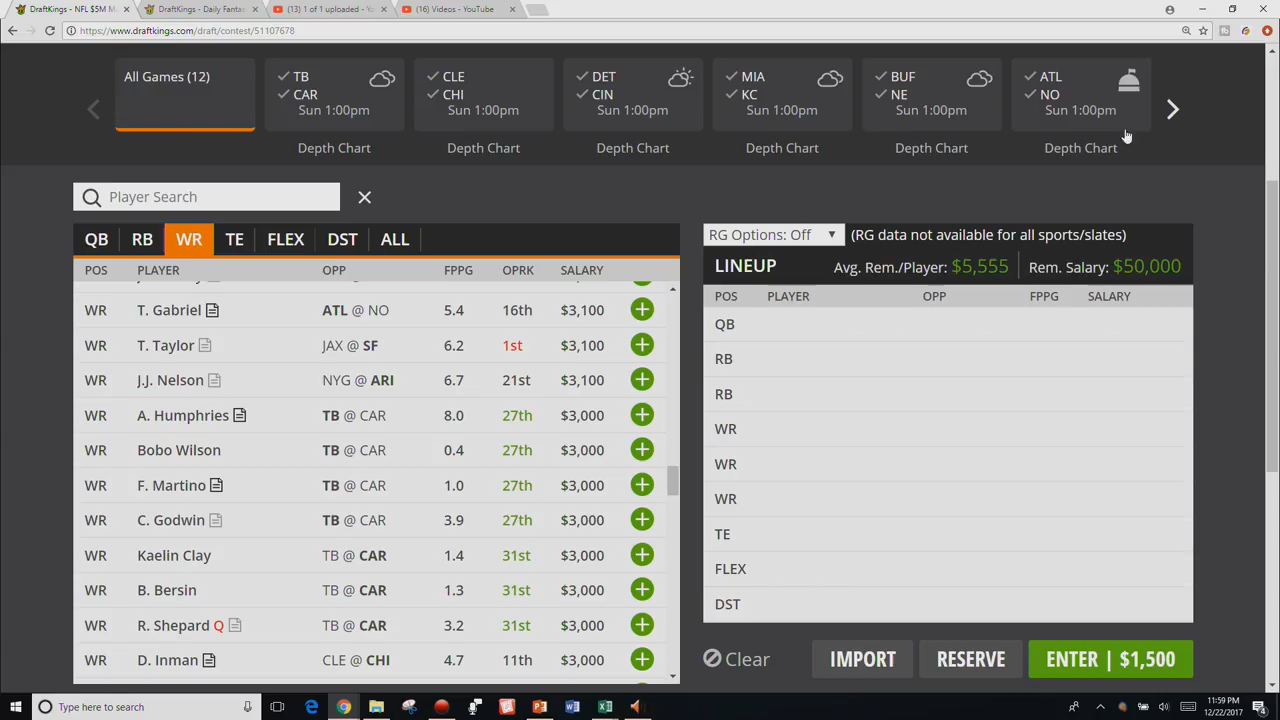 DraftKings - NFL $5M M
DraftKings - Daily Fantas
(13) 1 of 1 uploaded - Yo
(16) Videos - YouTube
https://www.draftkings.com/draft/contest/51107678
All Games (12)
TB
CAR
Sun 1:00pm
Depth Chart
CLE
CHI
Sun 1:00pm
Depth Chart
DET
CIN
Sun 1:00pm
Depth Chart
MIA
KC
Sun 1:00pm
Depth Chart
BUF
NE
Sun 1:00pm
Depth Chart
ATL
NO
Sun 1:00pm
Depth Chart
Player Search
QB RB WR TE FLEX DST ALL
POS PLAYER OPP FPPG OPRK SALARY
WR T. Gabriel ATL @ NO 5.4 16th $3,100
WR T. Taylor JAX @ SF 6.2 1st $3,100
WR J.J. Nelson NYG @ ARI 6.7 21st $3,100
WR A. Humphries TB @ CAR 8.0 27th $3,000
WR Bobo Wilson TB @ CAR 0.4 27th $3,000
WR F. Martino TB @ CAR 1.0 27th $3,000
WR C. Godwin TB @ CAR 3.9 27th $3,000
WR Kaelin Clay TB @ CAR 1.4 31st $3,000
WR B. Bersin TB @ CAR 1.3 31st $3,000
WR R. Shepard Q TB @ CAR 3.2 31st $3,000
WR D. Inman CLE @ CHI 4.7 11th $3,000
RG Options: Off (RG data not available for all sports/slates)
LINEUP Avg. Rem./Player: $5,555 Rem. Salary: $50,000
POS PLAYER OPP FPPG SALARY
QB
RB
RB
WR
WR
WR
TE
FLEX
DST
Clear IMPORT RESERVE ENTER | $1,500
Type here to search
11:59 PM
12/22/2017